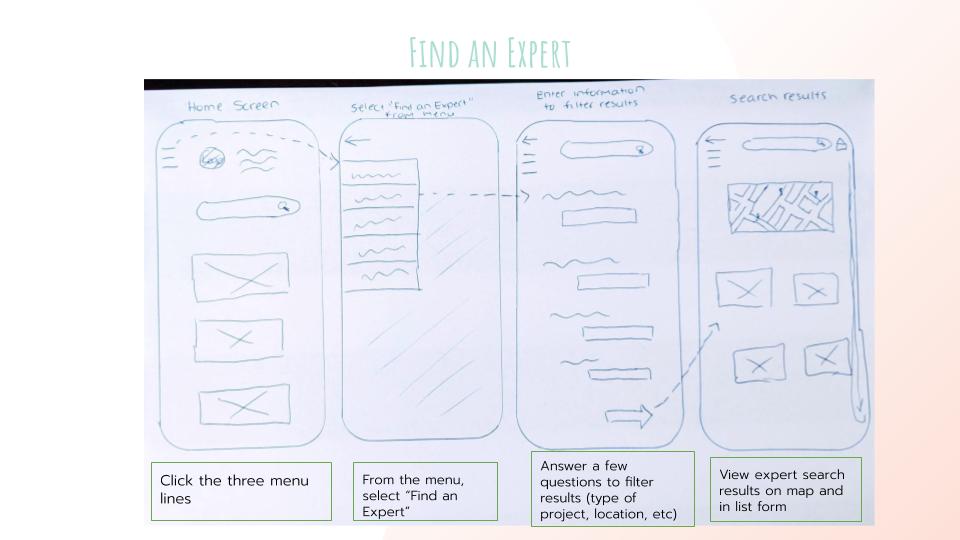 Find an Expert
Home Screen
Select "Find an Expert"
from menu
Enter information
to filter results
Search results
Click the three menu
lines
From the menu,
select “Find an
Expert”
Answer a few
questions to filter
results (type of
project, location, etc)
View expert search
results on map and
in list form